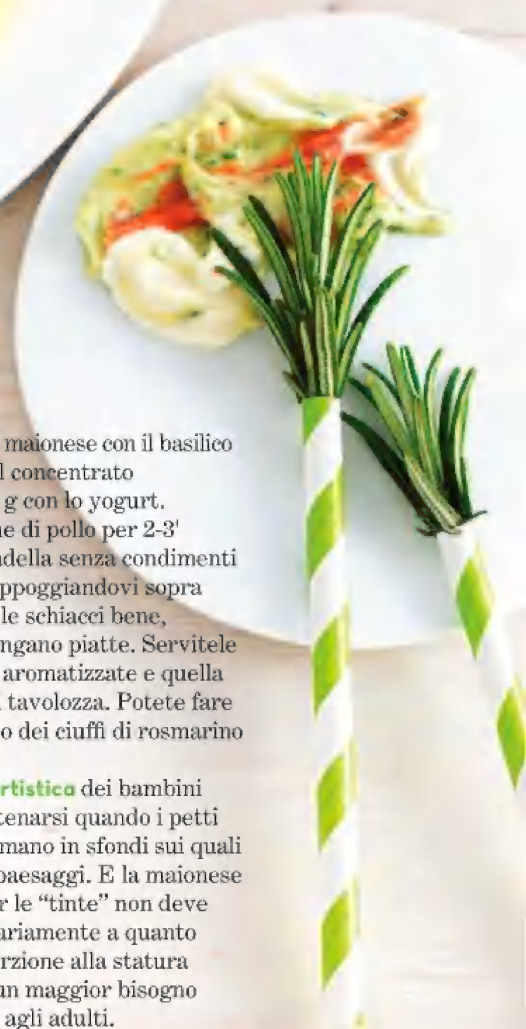 maionese con il basilico
l concentrato
g con lo yogurt.
e di pollo per 2-3'
adella senza condimenti
ppoggiandovi sopra
le schiacci bene,
ngano piatte. Servitele
aromatizzate e quella
tavolozza. Potete fare
o dei ciuffi di rosmarino
rtistica dei bambini
tenarsi quando i petti
mano in sfondi sui quali
paesaggi. E la maionese
r le “tinte” non deve
ariamente a quanto
rzione alla statura
un maggior bisogno
agli adulti.